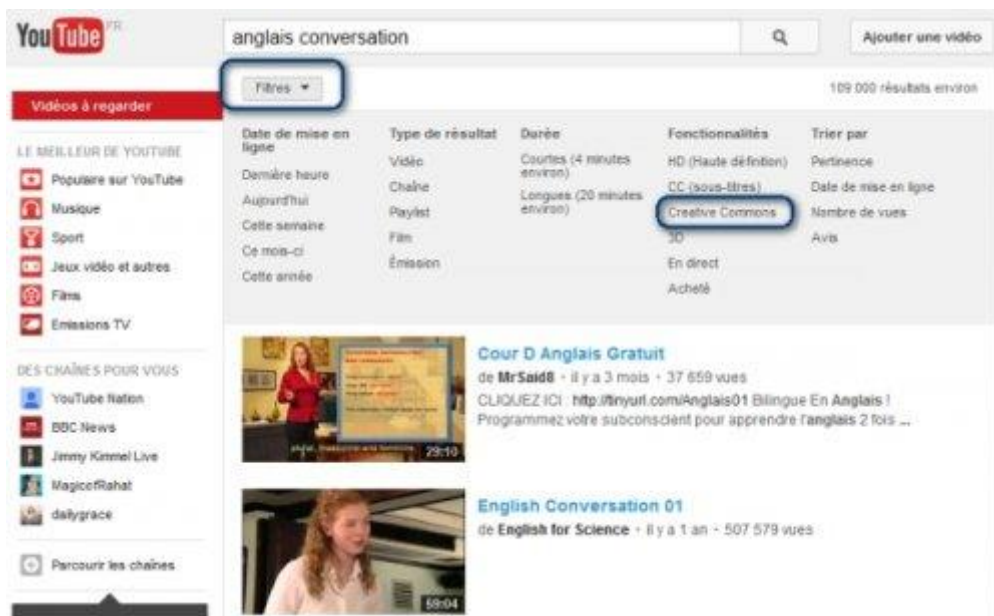 YouTube FR
anglais conversation
Ajouter une vidéo
Filtres
109 000 résultats environ
Vidéos à regarder
LE MEILLEUR DE YOUTUBE
Populaire sur YouTube
Musique
Sport
Jeux vidéo et autres
Films
Emissions TV
DES CHAÎNES POUR VOUS
YouTube Nation
BBC News
Jimmy Kimmel Live
MagicofRahat
dailygrace
Parcourir les chaînes
Date de mise en
ligne
Dernière heure
Aujourd'hui
Cette semaine
Ce mois-ci
Cette année
Type de résultat
Vidéo
Chaîne
Playlist
Film
Émission
Durée
Courtes (4 minutes
environ)
Longues (20 minutes
environ)
Fonctionnalités
HD (Haute définition)
CC (sous-titres)
Creative Commons
3D
En direct
Acheté
Trier par
Pertinence
Date de mise en ligne
Nombre de vues
Avis
29:10
Cour D Anglais Gratuit
de MrSaid8 • il y a 3 mois • 37 659 vues
CLIQUEZ ICI : http://tinyurl.com/Anglais01 Bilingue En Anglais !
Programmez votre subconscient pour apprendre l'anglais 2 fois ...
59:04
English Conversation 01
de English for Science • il y a 1 an • 507 579 vues